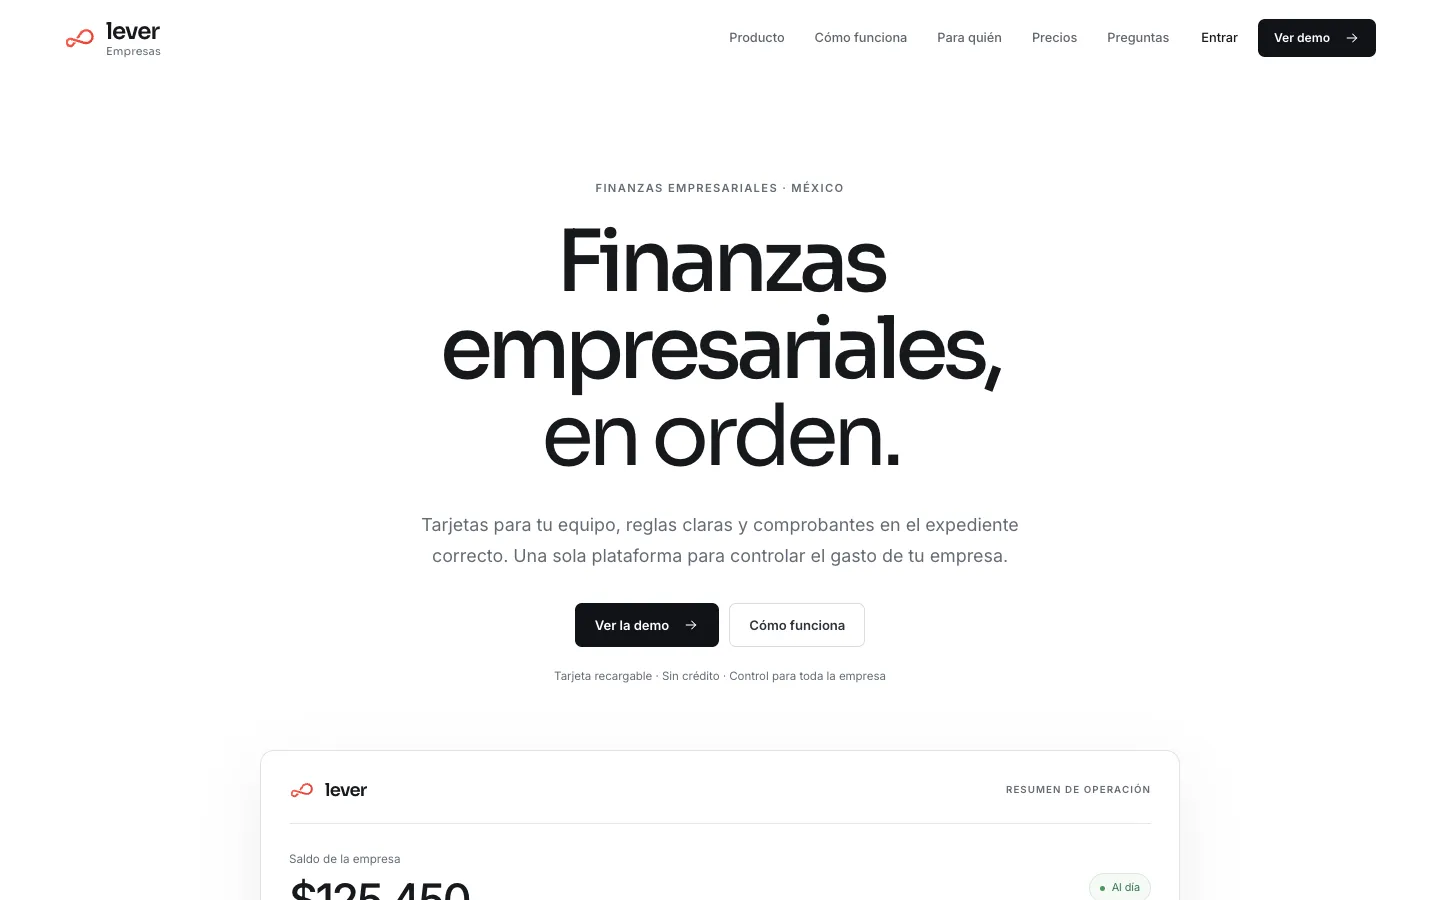 lever
Empresas
Producto
Cómo funciona
Para quién
Precios
Preguntas
Entrar
Ver demo →
FINANZAS EMPRESARIALES · MÉXICO
Finanzas
empresariales,
en orden.
Tarjetas para tu equipo, reglas claras y comprobantes en el expediente
correcto. Una sola plataforma para controlar el gasto de tu empresa.
Ver la demo →
Cómo funciona
Tarjeta recargable · Sin crédito · Control para toda la empresa
lever
RESUMEN DE OPERACIÓN
Saldo de la empresa
$125,450
Al día